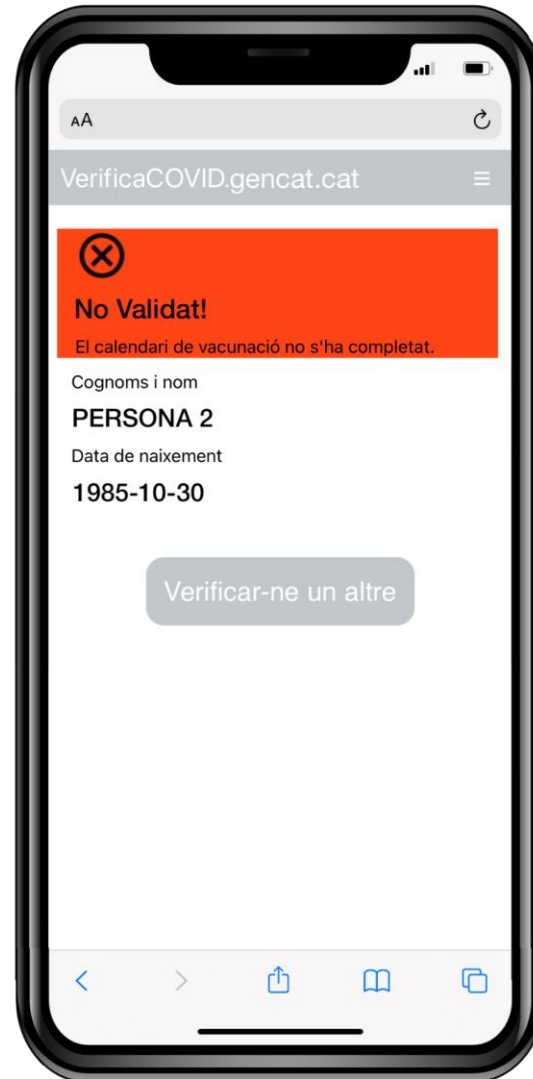 AA
VerificaCOVID.gencat.cat
No Validat!
El calendari de vacunació no s'ha completat.
Cognoms i nom
PERSONA 2
Data de naixement
1985-10-30
Verificar-ne un altre